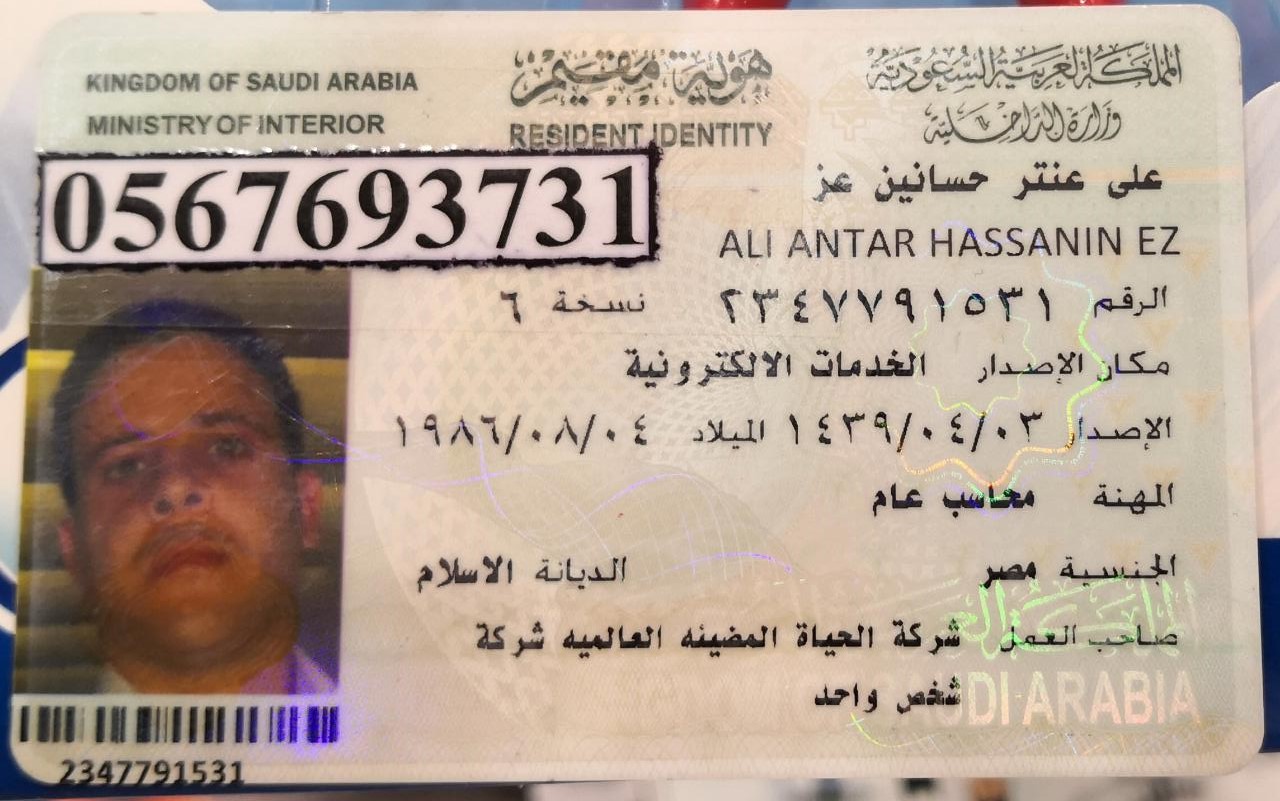 KINGDOM OF SAUDI ARABIA
MINISTRY OF INTERIOR
هوية مقيم
RESIDENT IDENTITY
المملكة العربية السعودية
وزارة الداخلية
0567693731
على عنتر حسانين عز
ALI ANTAR HASSANIN EZ
الرقم ٢٣٤٧٧٩١٥٣١ نسخة ٦
مكان الإصدار الخدمات الالكترونية
الإصدار ١٤٣٩/٠٤/٠٣ الميلاد ١٩٨٦/٠٨/٠٤
المهنة محاسب عام
الجنسية مصر الديانة الاسلام
صاحب العمل شركة الحياة المضيئه العالميه شركة
شخص واحد
SAUDI ARABIA
2347791531